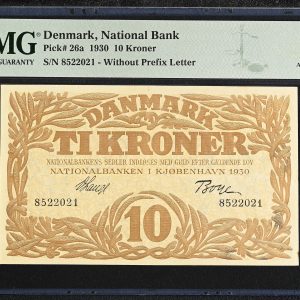 PMG Denmark, National Bank
Pick# 26a 1930 10 Kroner
S/N 8522021 - Without Prefix Letter
DANMARK
TI KRONER
NATIONALBANKENS SEDLER INDLØSES MED GULD EFTER GÆLDENDE LOV
NATIONALBANKEN I KJØBENHAVN 1930
8522021
8522021
10